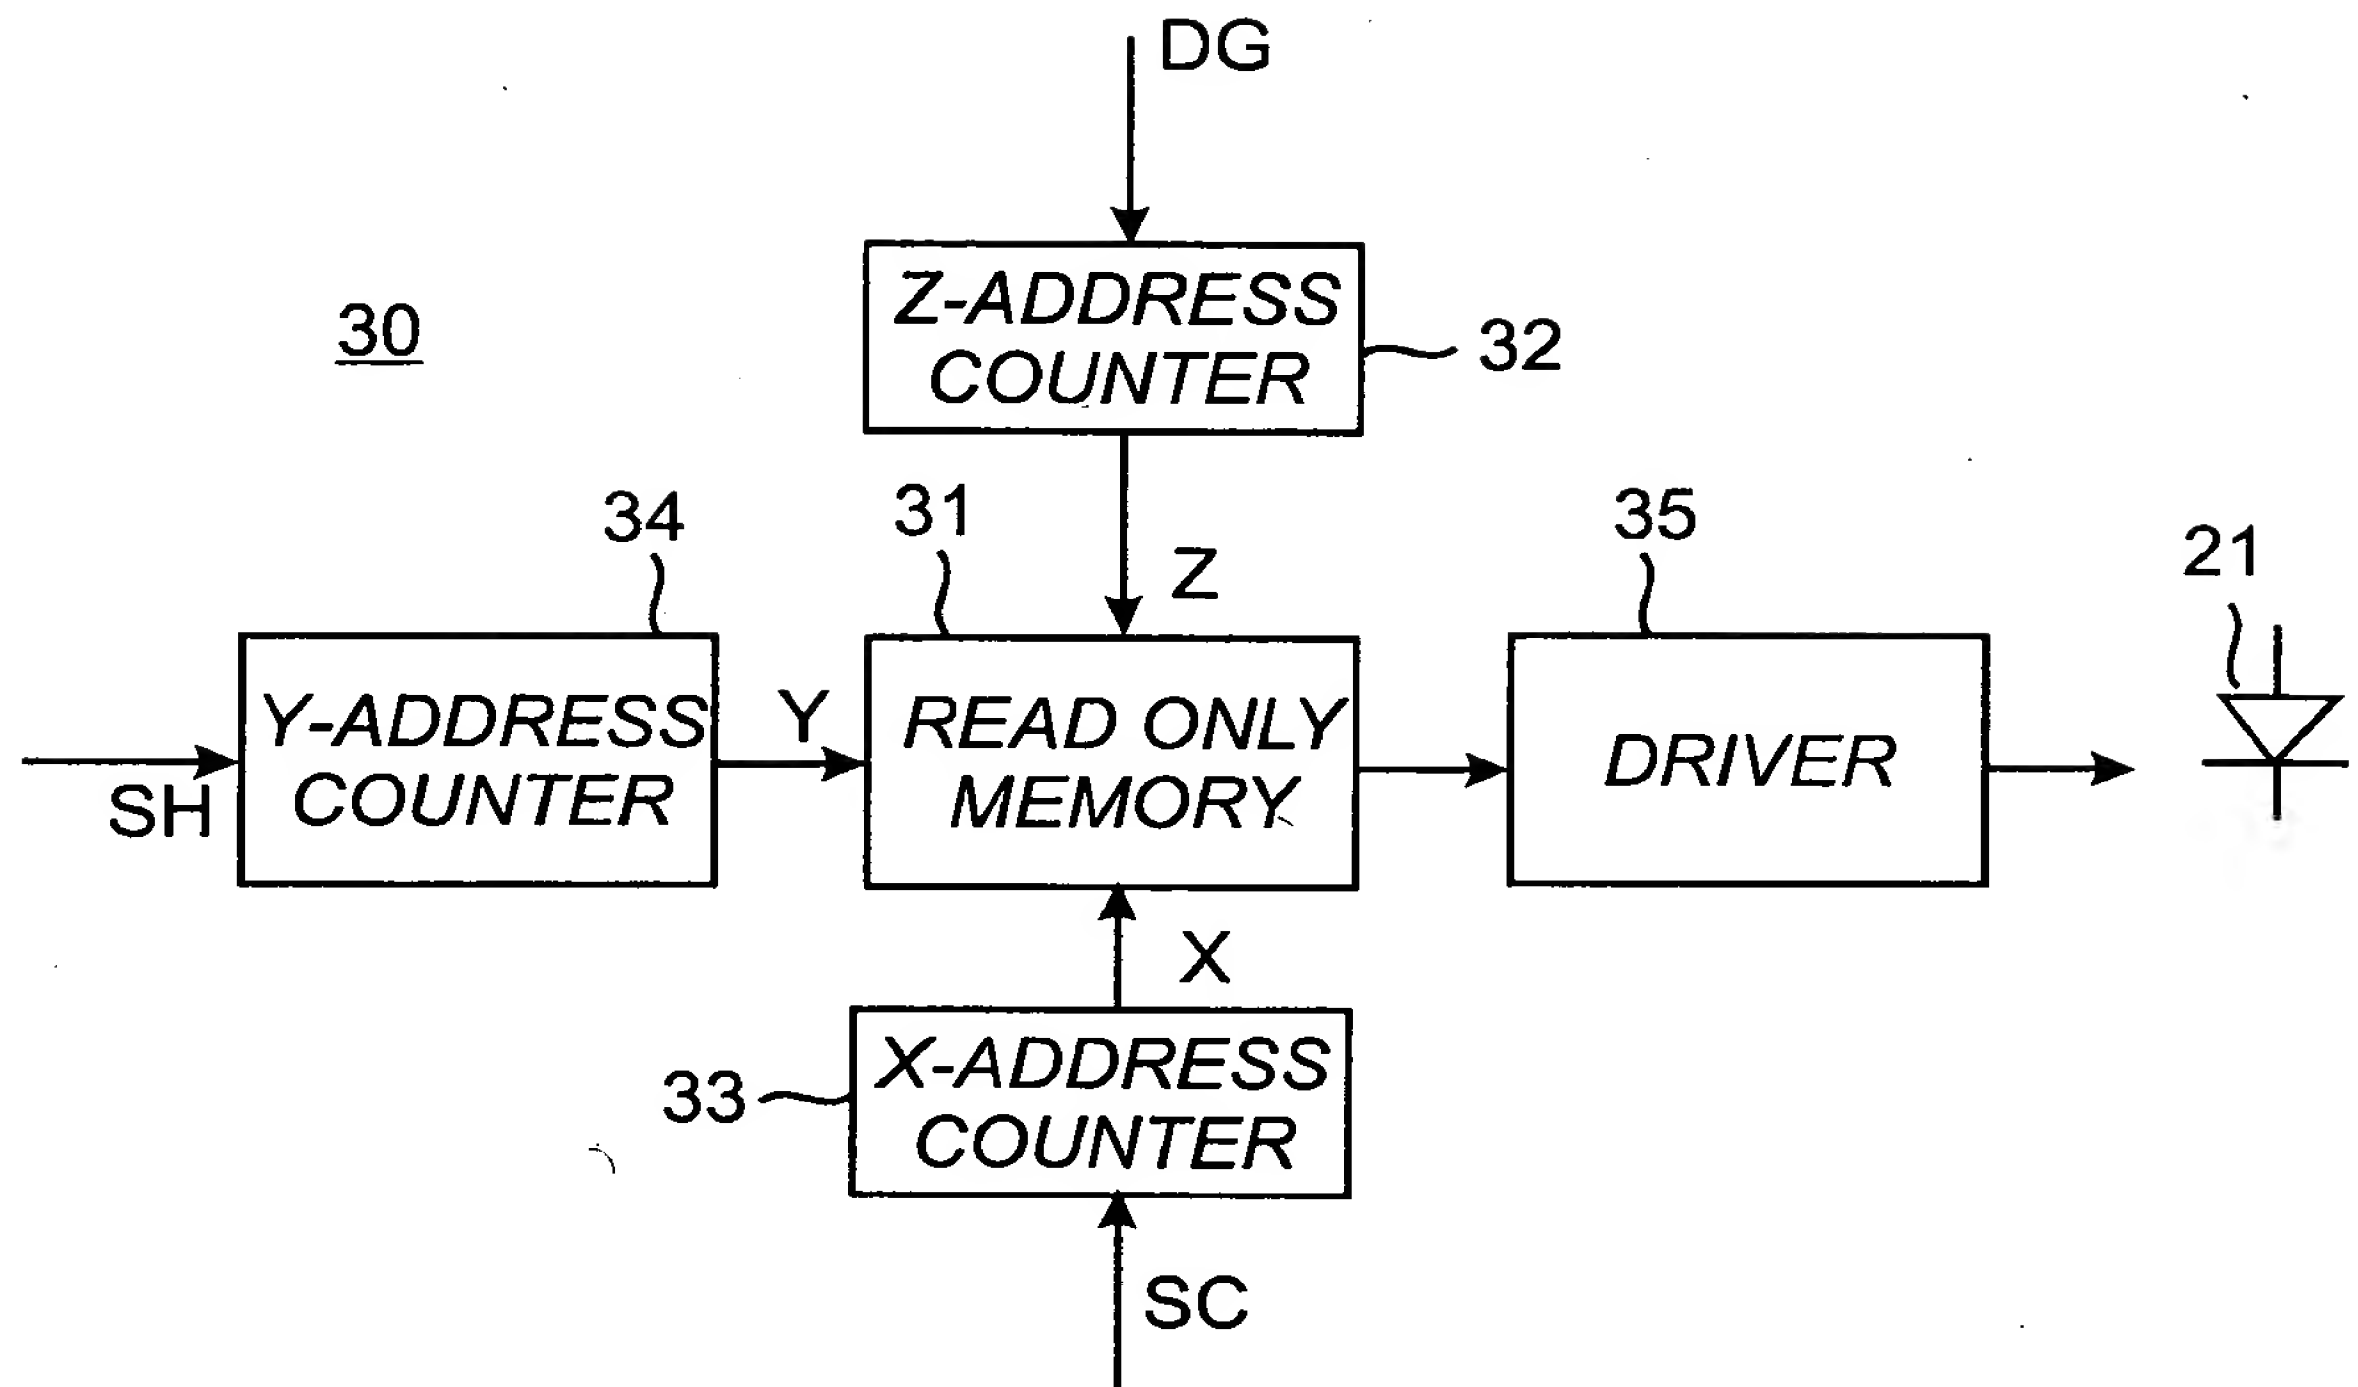 DG
Z-ADDRESS
COUNTER
30
32
34
31
Z
35
21
Y-ADDRESS
COUNTER
SH
Y
READ ONLY
MEMORY
DRIVER
X
X-ADDRESS
COUNTER
33
SC